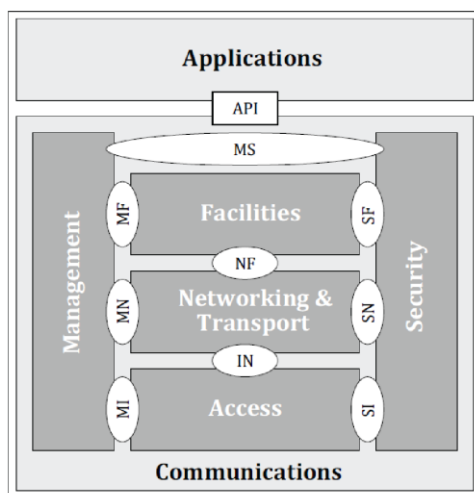 Applications
API
MS
Management
MF
Facilities
SF
Security
NF
MN
Networking &
Transport
SN
IN
MI
Access
SI
Communications